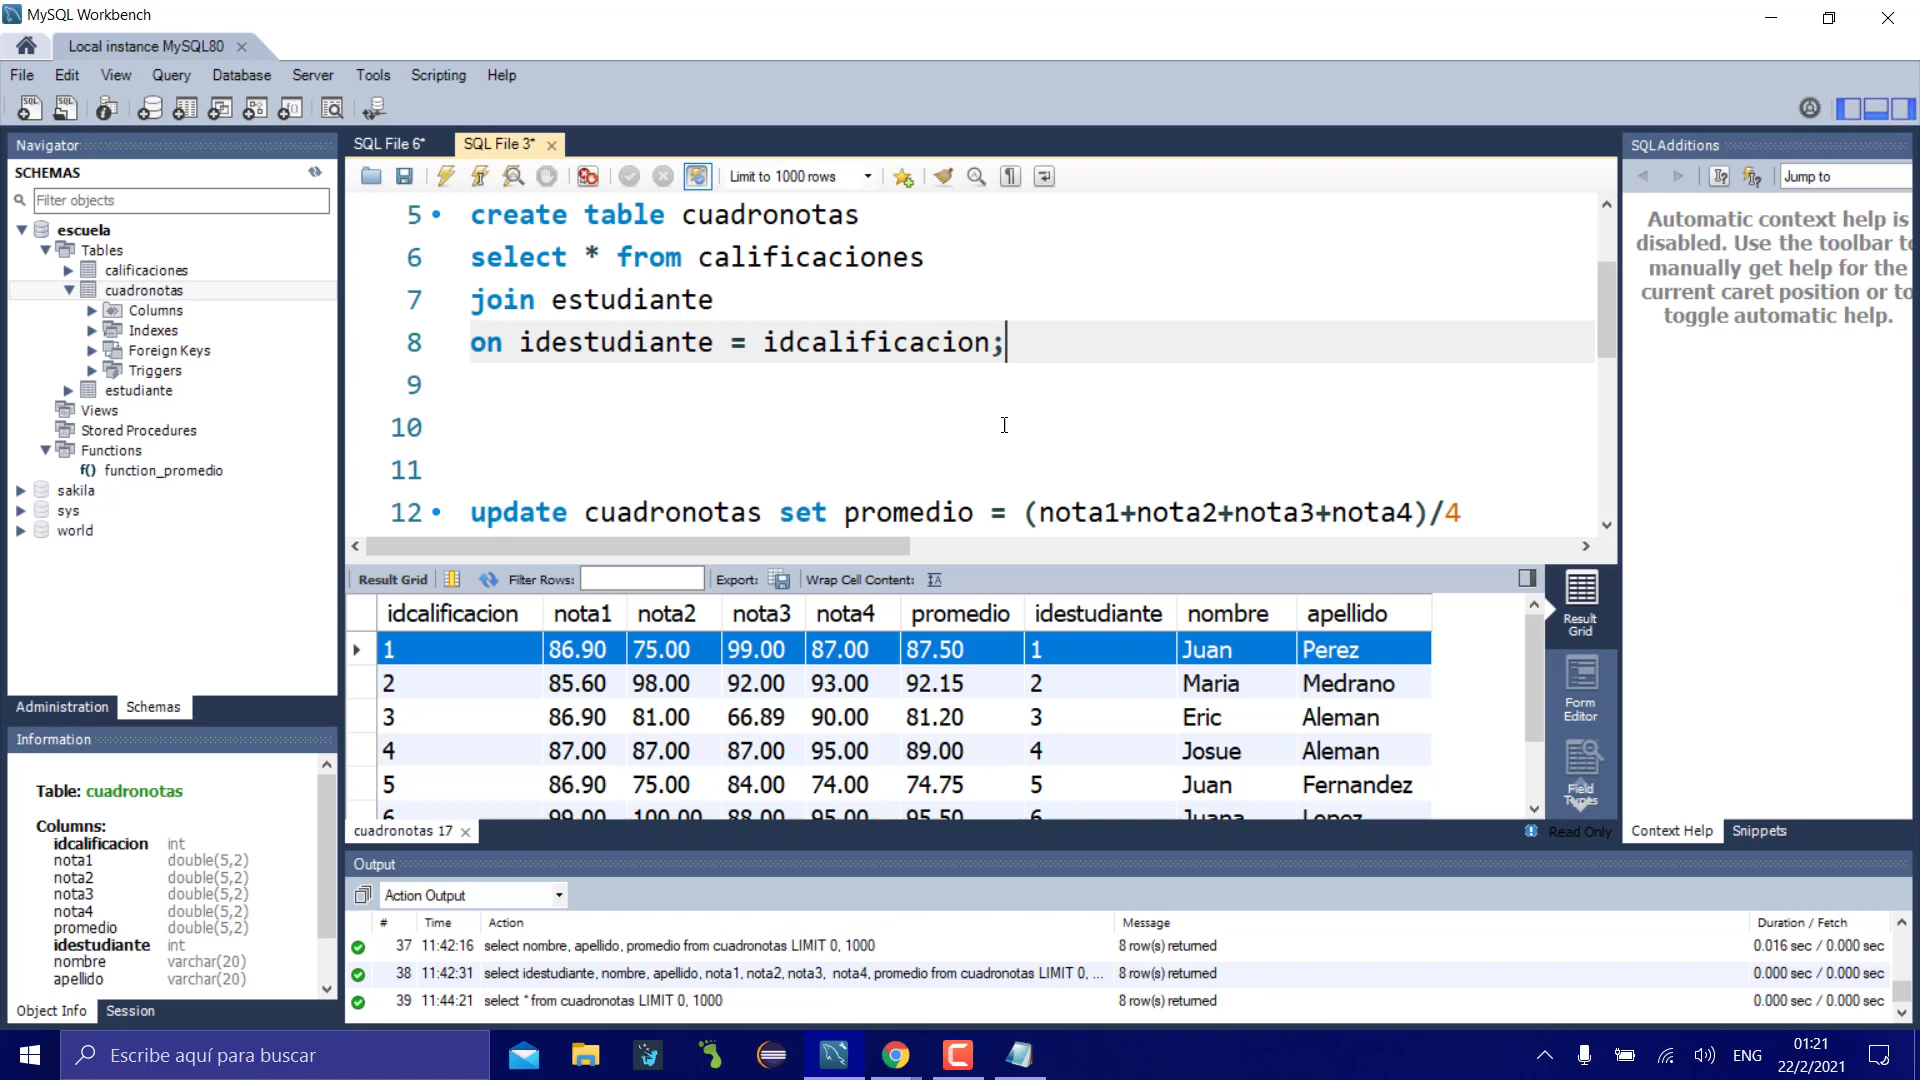 MySQL Workbench
Local instance MySQL80
File Edit View Query Database Server Tools Scripting Help
Navigator
SCHEMAS
Filter objects
escuela
Tables
calificaciones
cuadronotas
Columns
Indexes
Foreign Keys
Triggers
estudiante
Views
Stored Procedures
Functions
f() function_promedio
sakila
sys
world
Administration Schemas
Information
Table: cuadronotas
Columns:
idcalificacion int
nota1 double(5,2)
nota2 double(5,2)
nota3 double(5,2)
nota4 double(5,2)
promedio double(5,2)
idestudiante int
nombre varchar(20)
apellido varchar(20)
Object Info Session
SQL File 6* SQL File 3*
Limit to 1000 rows
5 create table cuadronotas
6 select * from calificaciones
7 join estudiante
8 on idestudiante = idcalificacion;
9
10
11
12 update cuadronotas set promedio = (nota1+nota2+nota3+nota4)/4
Result Grid Filter Rows: Export: Wrap Cell Content:
idcalificacion nota1 nota2 nota3 nota4 promedio idestudiante nombre apellido
1 86.90 75.00 99.00 87.00 87.50 1 Juan Perez
2 85.60 98.00 92.00 93.00 92.15 2 Maria Medrano
3 86.90 81.00 66.89 90.00 81.20 3 Eric Aleman
4 87.00 87.00 87.00 95.00 89.00 4 Josue Aleman
5 86.90 75.00 84.00 74.00 74.75 5 Juan Fernandez
6 99.00 100.00 88.00 95.00 95.50 6 Juana Lopez
Result Grid
Form Editor
Field Types
cuadronotas 17
Read Only
SQLAdditions
Jump to
Automatic context help is
disabled. Use the toolbar to
manually get help for the
current caret position or to
toggle automatic help.
Context Help Snippets
Output
Action Output
# Time Action Message Duration / Fetch
37 11:42:16 select nombre, apellido, promedio from cuadronotas LIMIT 0, 1000 8 row(s) returned 0.016 sec / 0.000 sec
38 11:42:31 select idestudiante, nombre, apellido, nota1, nota2, nota3, nota4, promedio from cuadronotas LIMIT 0, ... 8 row(s) returned 0.000 sec / 0.000 sec
39 11:44:21 select * from cuadronotas LIMIT 0, 1000 8 row(s) returned 0.000 sec / 0.000 sec
Escribe aquí para buscar
ENG
01:21
22/2/2021